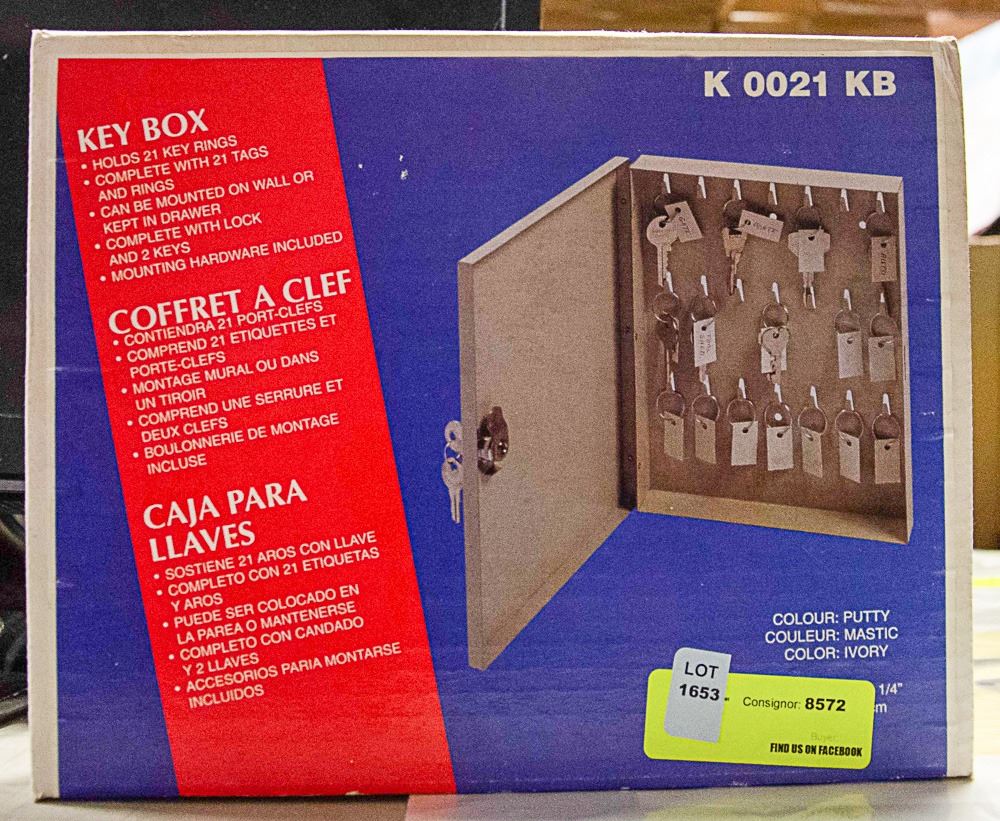 K 0021 KB
KEY BOX
• HOLDS 21 KEY RINGS
• COMPLETE WITH 21 TAGS
AND RINGS
• CAN BE MOUNTED ON WALL OR
KEPT IN DRAWER
• COMPLETE WITH LOCK
AND 2 KEYS
• MOUNTING HARDWARE INCLUDED
COFFRET A CLEF
• CONTIENDRA 21 PORT-CLEFS
• COMPREND 21 ETIQUETTES ET
PORTE-CLEFS
• MONTAGE MURAL OU DANS
UN TIROIR
• COMPREND UNE SERRURE ET
DEUX CLEFS
• BOULONNERIE DE MONTAGE
INCLUSE
CAJA PARA
LLAVES
• SOSTIENE 21 AROS CON LLAVE
• COMPLETO CON 21 ETIQUETAS
Y AROS
• PUEDE SER COLOCADO EN
LA PAREA O MANTENERSE
• COMPLETO CON CANDADO
Y 2 LLAVES
• ACCESORIOS PARIA MONTARSE
INCLUIDOS
COLOUR: PUTTY
COULEUR: MASTIC
COLOR: IVORY
1/4"
cm
LOT
1653
Consignor: 8572
Buyer:
FIND US ON FACEBOOK